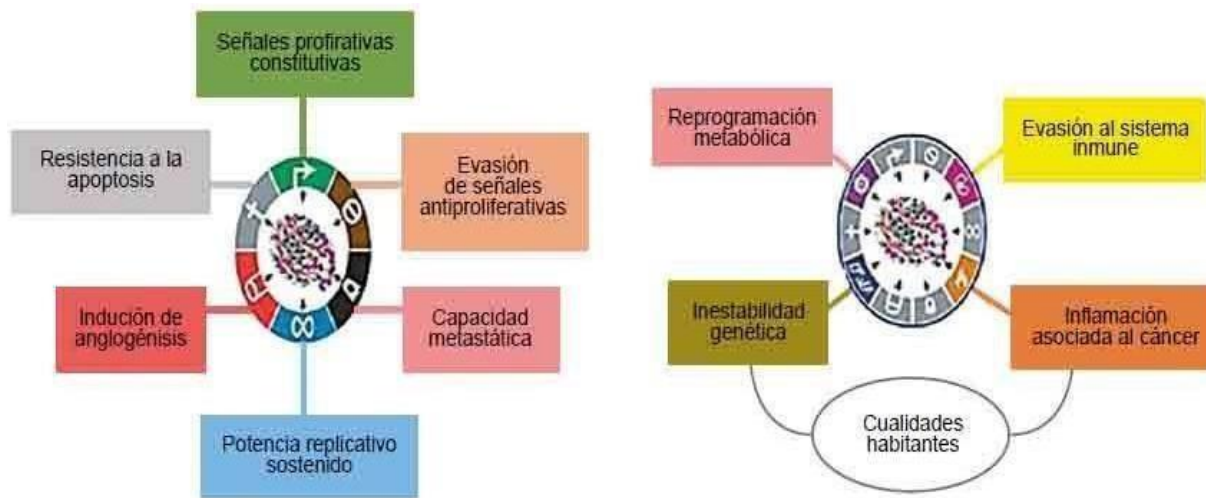 Señales profirativas
constitutivas
Resistencia a la
apoptosis
Evasión
de señales
antiproliferativas
Indución de
anglogénisis
Capacidad
metastática
Potencia replicativo
sostenido
Reprogramación
metabólica
Evasión al sistema
inmune
Inestabilidad
genética
Inflamación
asociada al cáncer
Cualidades
habitantes